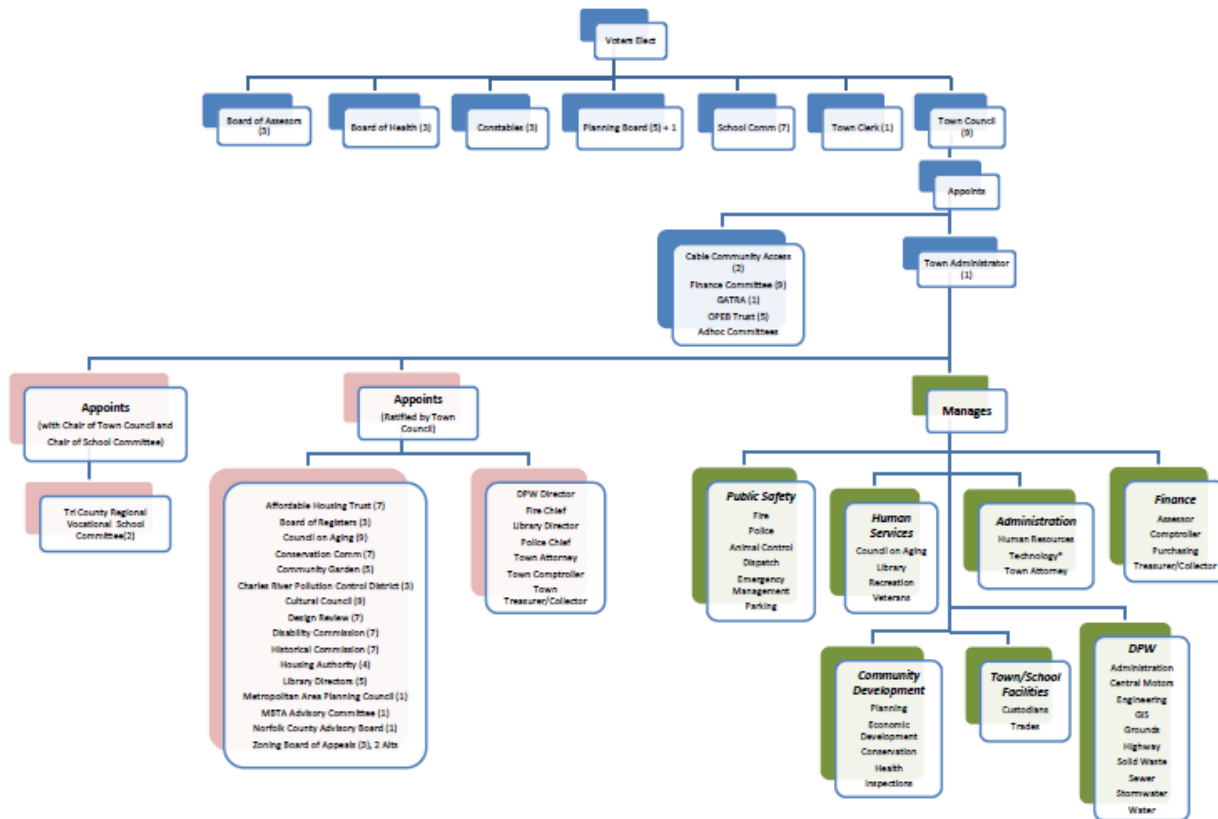 Voters Elect
Board of Assesors
(3)
Board of Health (3)
Constables (3)
Planning Board (5) + 1
School Comm (7)
Town Clerk (1)
Town Council
(9)
Appoints
Cable Community Access
(2)
Finance Committee (9)
GATRA (1)
OPEB Trust (5)
Adhoc Committees
Town Administrator
(1)
Appoints
(with Chair of Town Council and
Chair of School Committee)
Appoints
(Ratified by Town
Council)
Manages
Tri County Regional
Vocational School
Committee(2)
Affordable Housing Trust (7)
Board of Registers (3)
Council on Aging (9)
Conservation Comm (7)
Community Garden (5)
Charles River Pollution Control District (3)
Cultural Council (9)
Design Review (7)
Disability Commission (7)
Historical Commission (7)
Housing Authority (4)
Library Directors (5)
Metropolitan Area Planning Council (1)
MBTA Advisory Committee (1)
Norfolk County Advisory Board (1)
Zoning Board of Appeals (3), 2 Alts
DPW Director
Fire Chief
Library Director
Police Chief
Town Attorney
Town Comptroller
Town
Treasurer/Collector
Public Safety
Fire
Police
Animal Control
Dispatch
Emergency
Management
Parking
Human
Services
Council on Aging
Library
Recreation
Veterans
Administration
Human Resources
Technology*
Town Attorney
Finance
Assessor
Comptroller
Purchasing
Treasurer/Collector
Community
Development
Planning
Economic
Development
Conservation
Health
Inspections
Town/School
Facilities
Custodians
Trades
DPW
Administration
Central Motors
Engineering
GIS
Grounds
Highway
Solid Waste
Sewer
Stormwater
Water